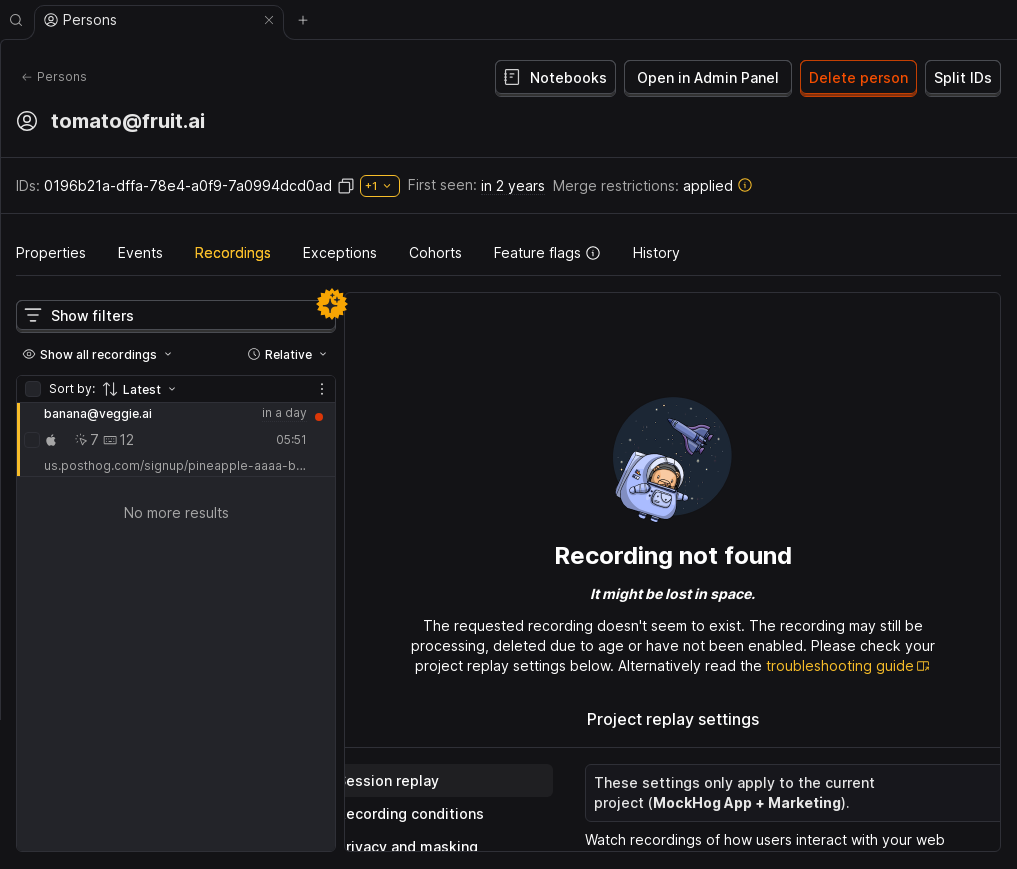 Persons
Persons
Notebooks
Open in Admin Panel
Delete person
Split IDs
tomato@fruit.ai
IDs: 0196b21a-dffa-78e4-a0f9-7a0994dcd0ad +1 First seen: in 2 years Merge restrictions: applied
Properties Events Recordings Exceptions Cohorts Feature flags History
Show filters
Show all recordings Relative
Sort by: Latest
banana@veggie.ai in a day
7 12 05:51
us.posthog.com/signup/pineapple-aaaa-b...
No more results
Recording not found
It might be lost in space.
The requested recording doesn't seem to exist. The recording may still be
processing, deleted due to age or have not been enabled. Please check your
project replay settings below. Alternatively read the troubleshooting guide
Project replay settings
Session replay
Recording conditions
Privacy and masking
These settings only apply to the current
project (MockHog App + Marketing).
Watch recordings of how users interact with your web